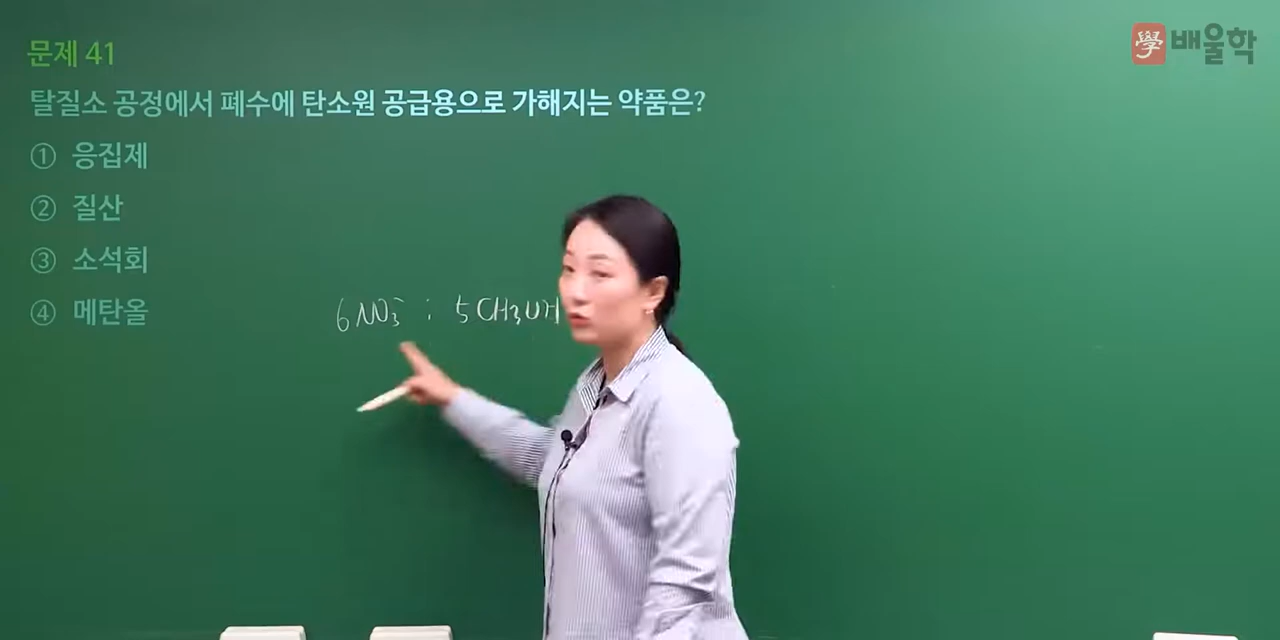 문제 41
學 배울학
탈질소 공정에서 폐수에 탄소원 공급용으로 가해지는 약품은?
① 응집제
② 질산
③ 소석회
④ 메탄올
6NO₃⁻ : 5CH₃OH